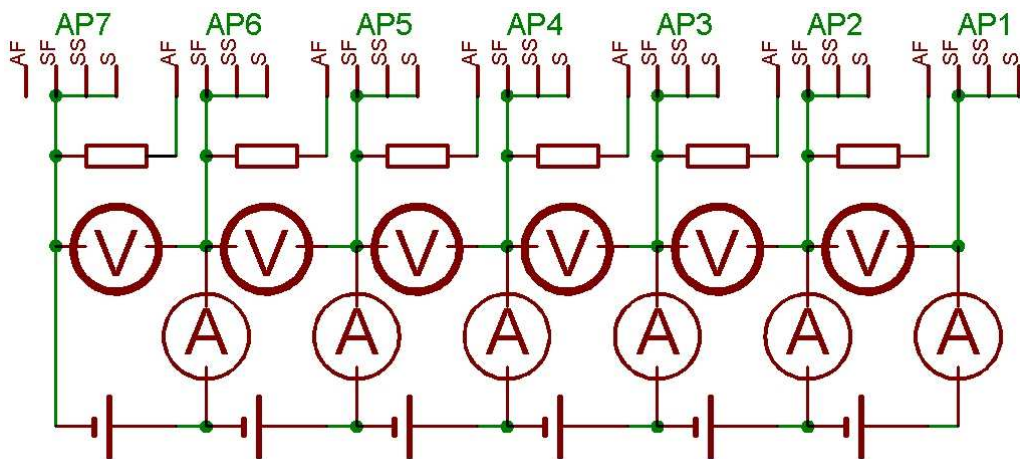 AP7 AP6 AP5 AP4 AP3 AP2 AP1
AF SF SS S AF SF SS S AF SF SS S AF SF SS S AF SF SS S AF SF SS S AF SF SS S
V V V V V V
A A A A A A